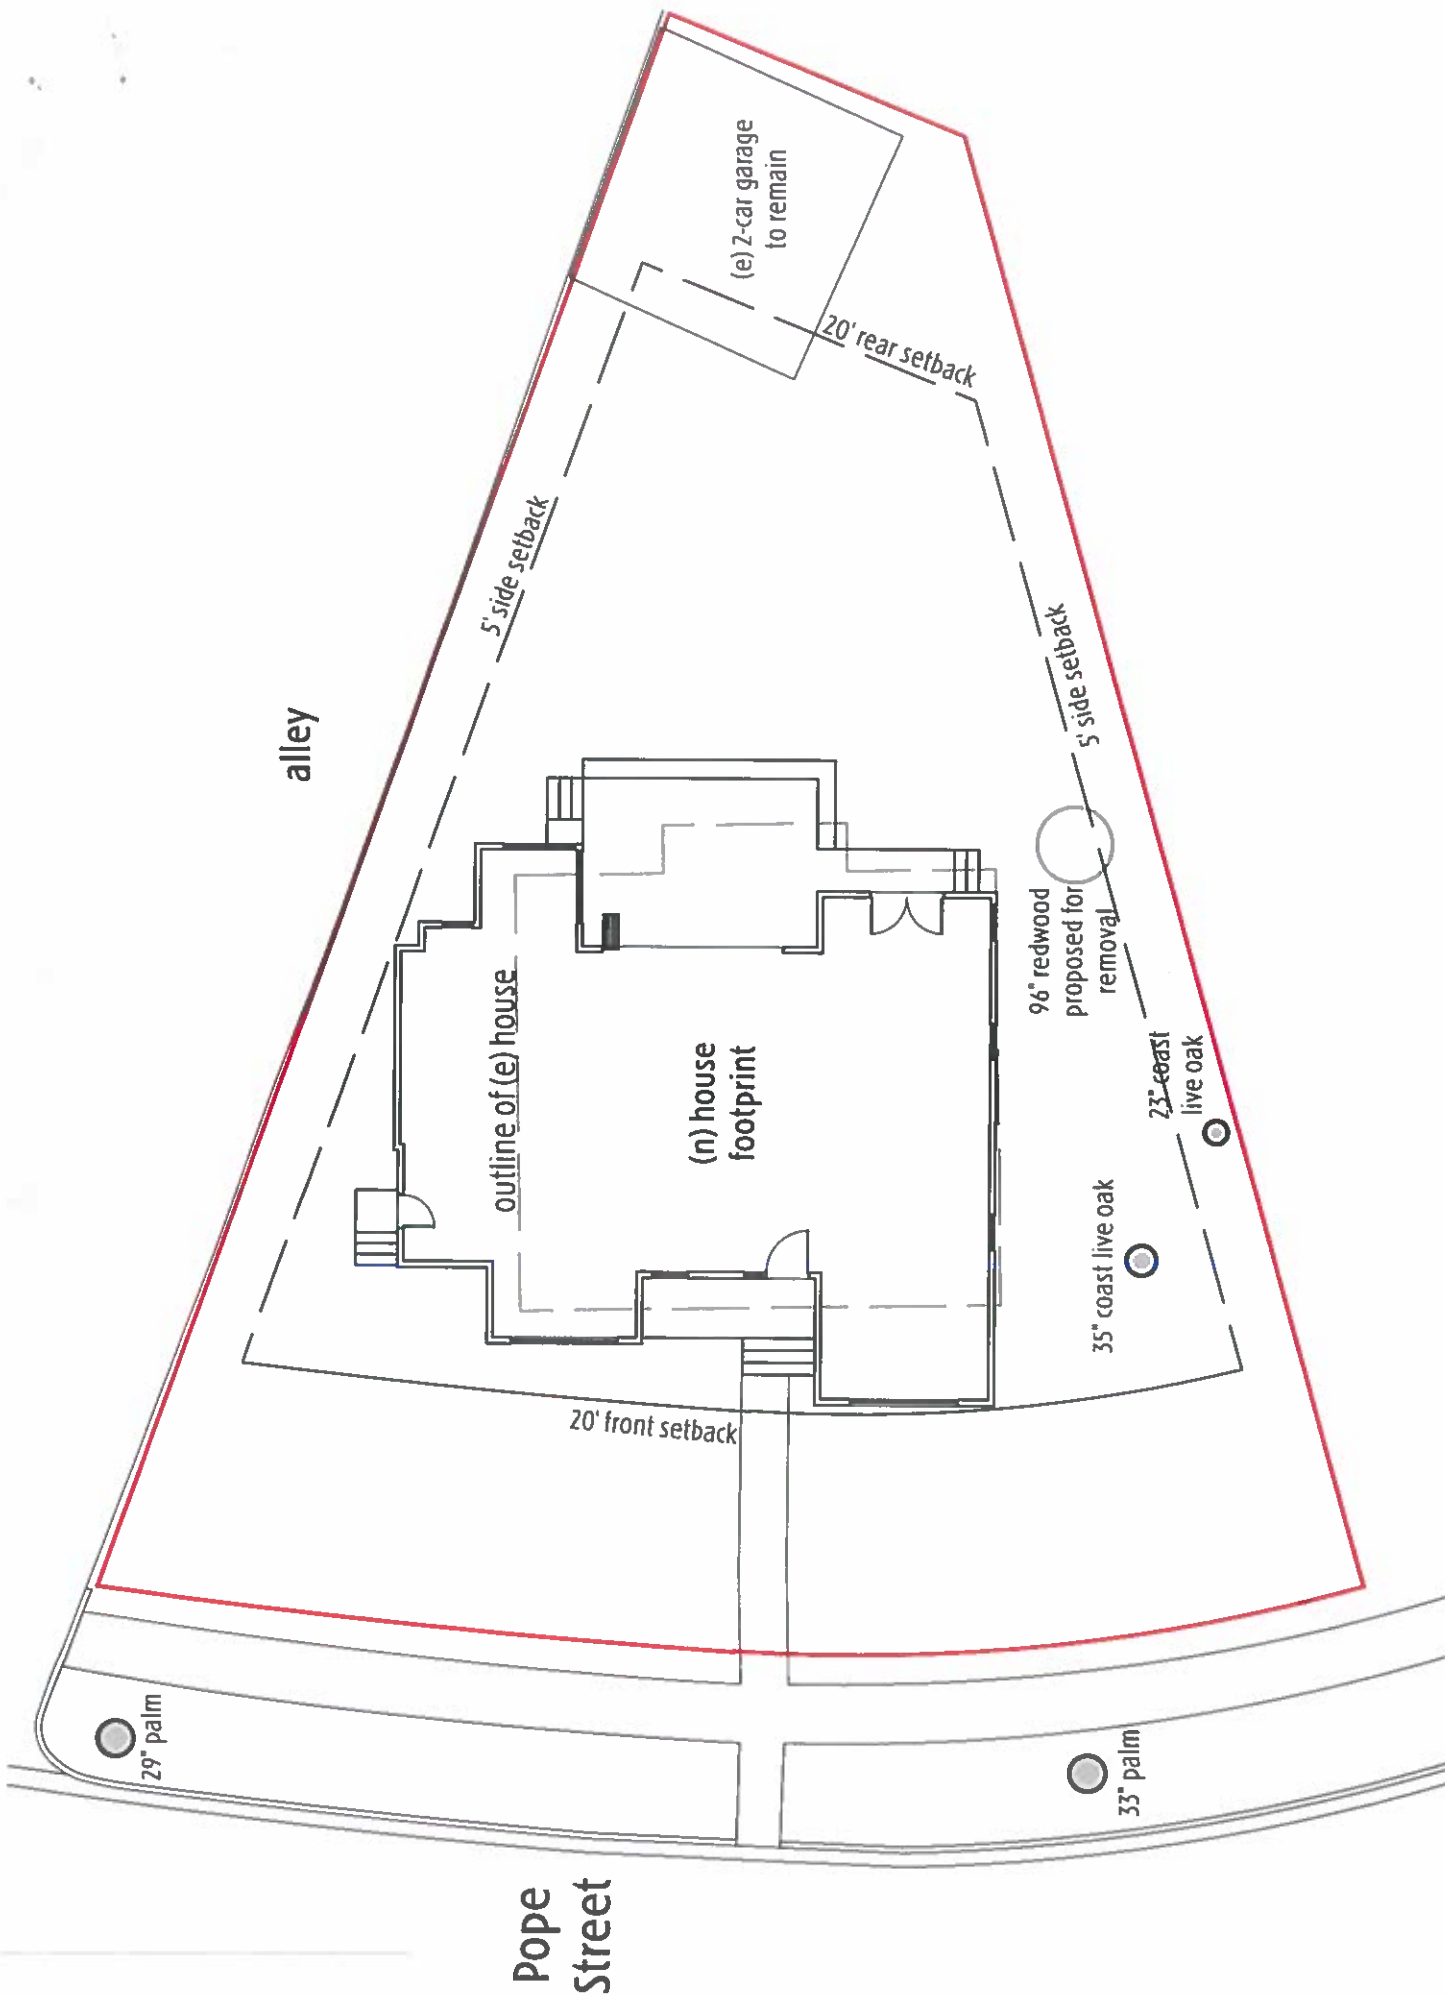 Pope
Street
alley
29" palm
33" palm
20' front setback
5' side setback
5' side setback
20' rear setback
(e) 2-car garage
to remain
outline of (e) house
(n) house
footprint
96" redwood
proposed for
removal
23" coast
live oak
35" coast live oak